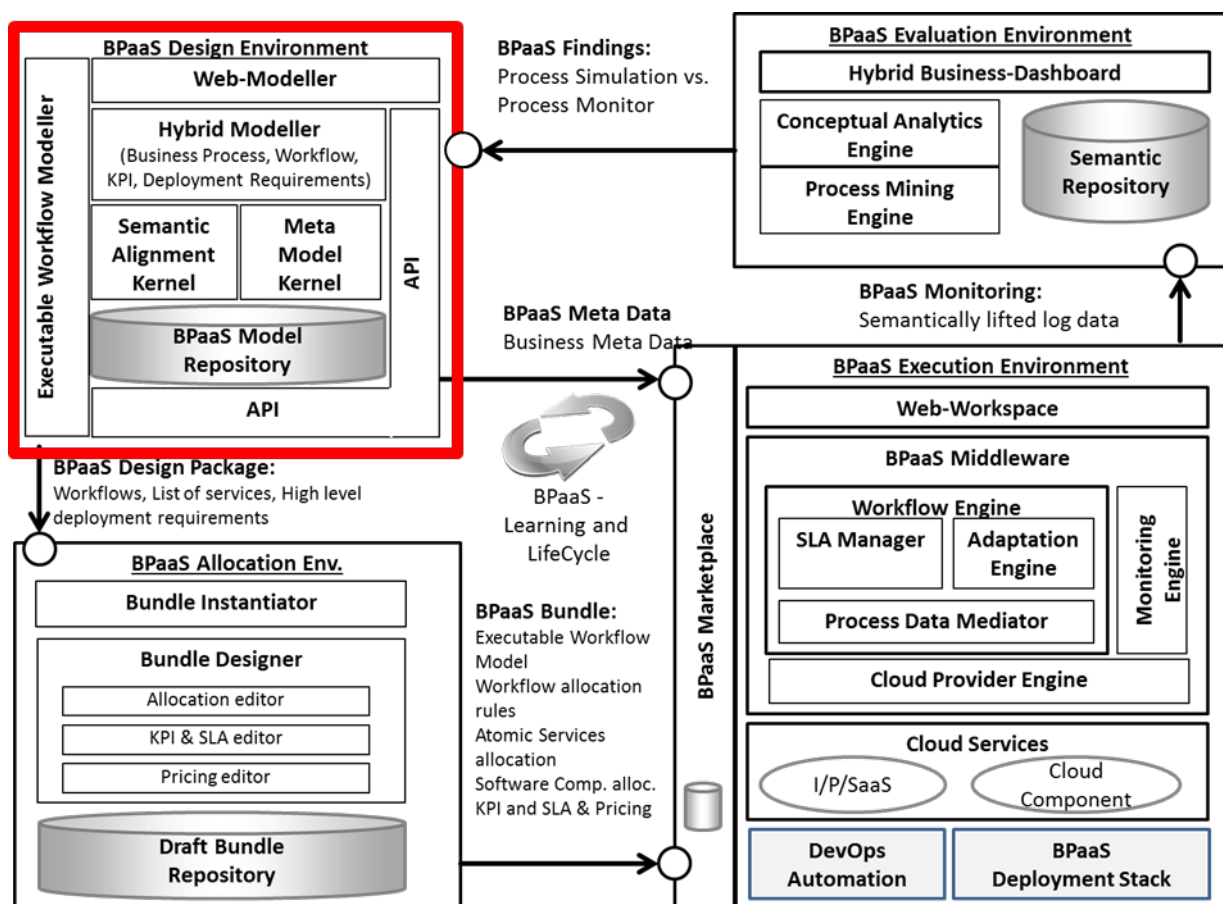 BPaaS Design Environment
Executable Workflow Modeller
Web-Modeller
Hybrid Modeller
(Business Process, Workflow,
KPI, Deployment Requirements)
Semantic
Alignment
Kernel
Meta
Model
Kernel
API
BPaaS Model
Repository
API
BPaaS Findings:
Process Simulation vs.
Process Monitor
BPaaS Evaluation Environment
Hybrid Business-Dashboard
Conceptual Analytics
Engine
Process Mining
Engine
Semantic
Repository
BPaaS Monitoring:
Semantically lifted log data
BPaaS Meta Data
Business Meta Data
BPaaS -
Learning and
LifeCycle
BPaaS Design Package:
Workflows, List of services, High level
deployment requirements
BPaaS Allocation Env.
Bundle Instantiator
Bundle Designer
Allocation editor
KPI & SLA editor
Pricing editor
Draft Bundle
Repository
BPaaS Bundle:
Executable Workflow
Model
Workflow allocation
rules
Atomic Services
allocation
Software Comp. alloc.
KPI and SLA & Pricing
BPaaS Marketplace
BPaaS Execution Environment
Web-Workspace
BPaaS Middleware
Workflow Engine
SLA Manager
Adaptation
Engine
Process Data Mediator
Monitoring
Engine
Cloud Provider Engine
Cloud Services
I/P/SaaS
Cloud
Component
DevOps
Automation
BPaaS
Deployment Stack